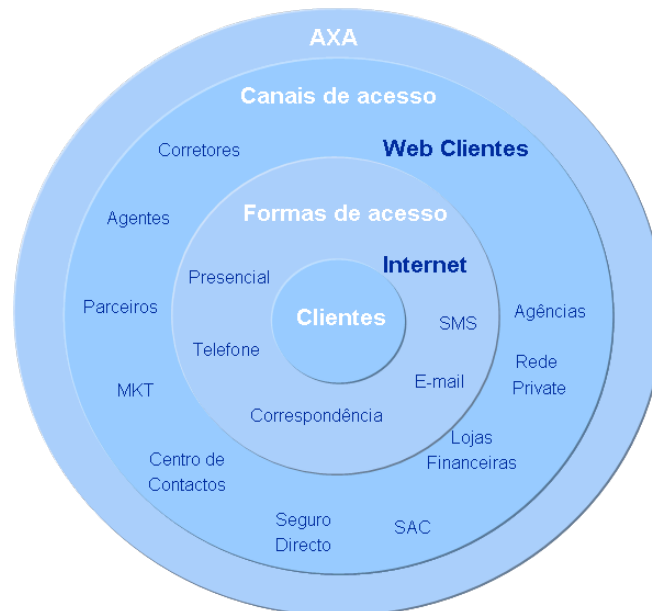 AXA
Canais de acesso
Corretores
Web Clientes
Agentes
Formas de acesso
Presencial
Internet
Parceiros
Clientes
SMS
Agências
Telefone
Rede
Private
MKT
E-mail
Correspondência
Lojas
Financeiras
Centro de
Contactos
Seguro
Directo
SAC